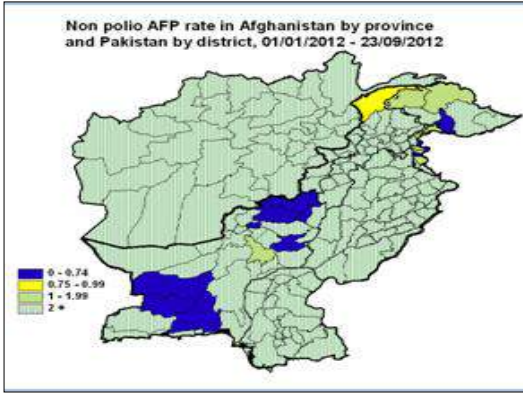 Non polio AFP rate in Afghanistan by province
and Pakistan by district, 01/01/2012 - 23/09/2012
0 - 0.74
0.75 - 0.99
1 - 1.99
2 +